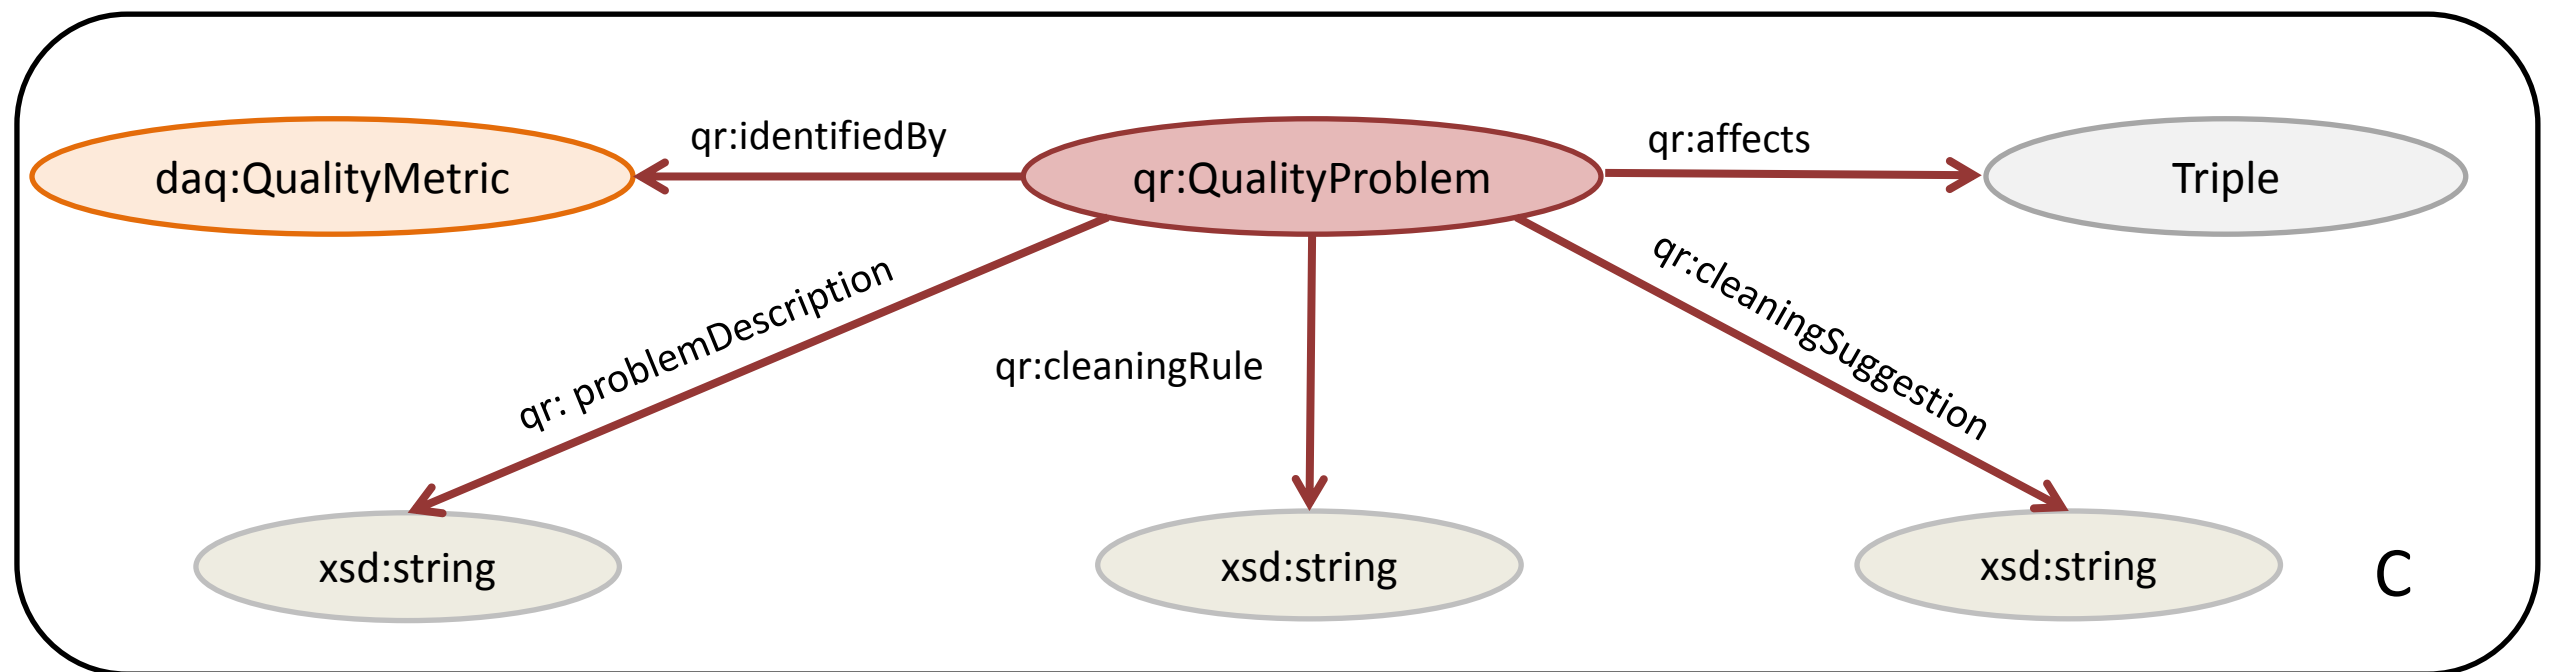 qr:identifiedBy
qr:affects
daq:QualityMetric
qr:QualityProblem
Triple
qr: problemDescription
qr:cleaningRule
qr:cleaningSuggestion
xsd:string
xsd:string
xsd:string
C